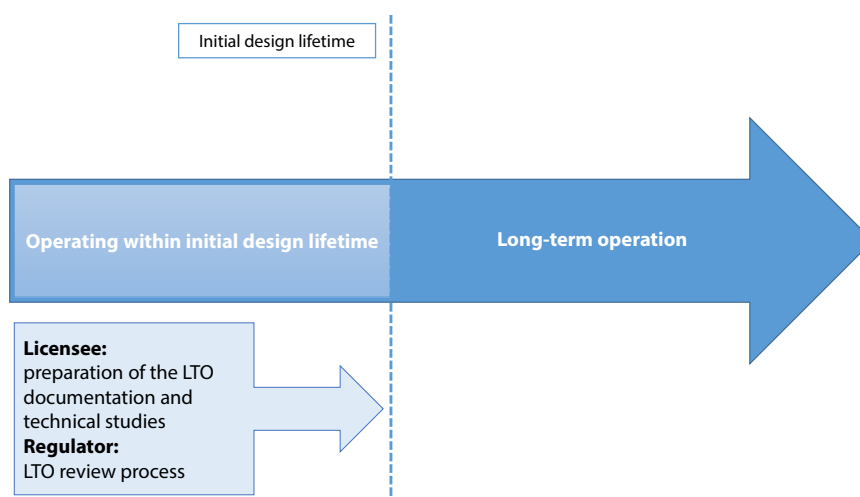 Initial design lifetime
Operating within initial design lifetime
Long-term operation
Licensee:
preparation of the LTO
documentation and
technical studies
Regulator:
LTO review process